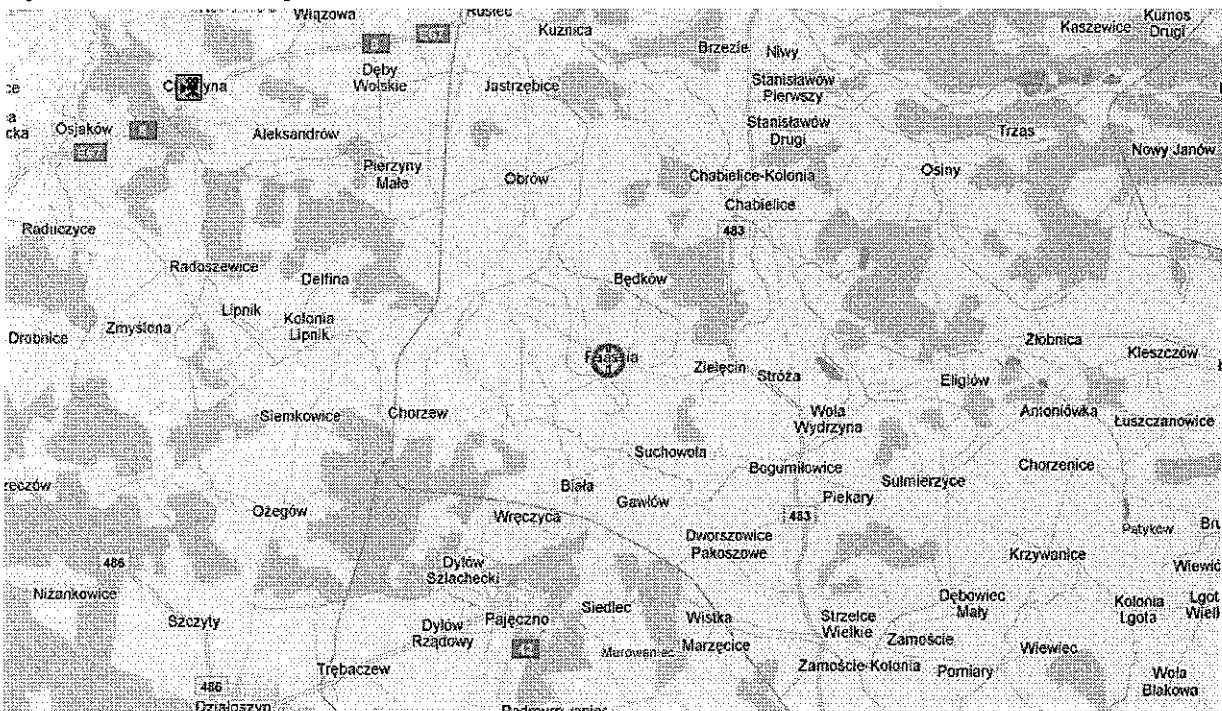 Wiązowa
Rusiec
Kuźnica
Brzezie
Niwy
Kaszewice
Kurnos
Drugi
Dęby
Wolskie
Jastrzębice
Stanisławów
Pierwszy
Osjaków
Aleksandrów
Stanisławów
Drugi
Trząs
Nowy Janów
Pierzyny
Małe
Obrów
Chabielice-Kolonia
Osiny
Chabielice
483
Raduczyce
Radoszewice
Delfina
Będków
Lipnik
Kolonia
Lipnik
Zmyślona
Drobnice
Złobnica
Kleszczów
Zielęcin
Stróża
Eligiów
Siemkowice
Chorzew
Wola
Wydrzyna
Antoniówka
Łuszczanowice
Suchowola
Bogumiłowice
Sulmierzyce
Chorzenice
Biała
Gawłów
Piekary
Ożegów
Wręczyca
483
Patyków
Dworszowice
Pakoszowe
Krzywanice
486
Dylów
Szlachecki
Niżankowice
Siedlec
Dębowiec
Mały
Kolonia
Lgota
Szczyty
Pajęczno
Wistka
Strzelce
Wielkie
Dylów
Rządowy
42
Murowaniec
Marzęcice
Zamoście
Wiewiec
Trębaczew
Zamoście-Kolonia
Pomiary
Wola
Blakowa
486
Działoszyn